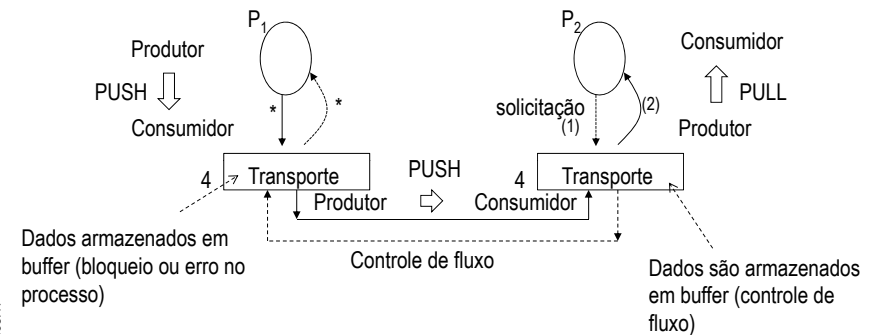 P1
P2
Produtor
PUSH
Consumidor
*
*
Consumidor
PULL
Produtor
solicitação
(1)
(2)
4
Transporte
PUSH
4
Transporte
Produtor
Consumidor
Dados armazenados em
buffer (bloqueio ou erro no
processo)
Controle de fluxo
Dados são armazenados
em buffer (controle de
fluxo)